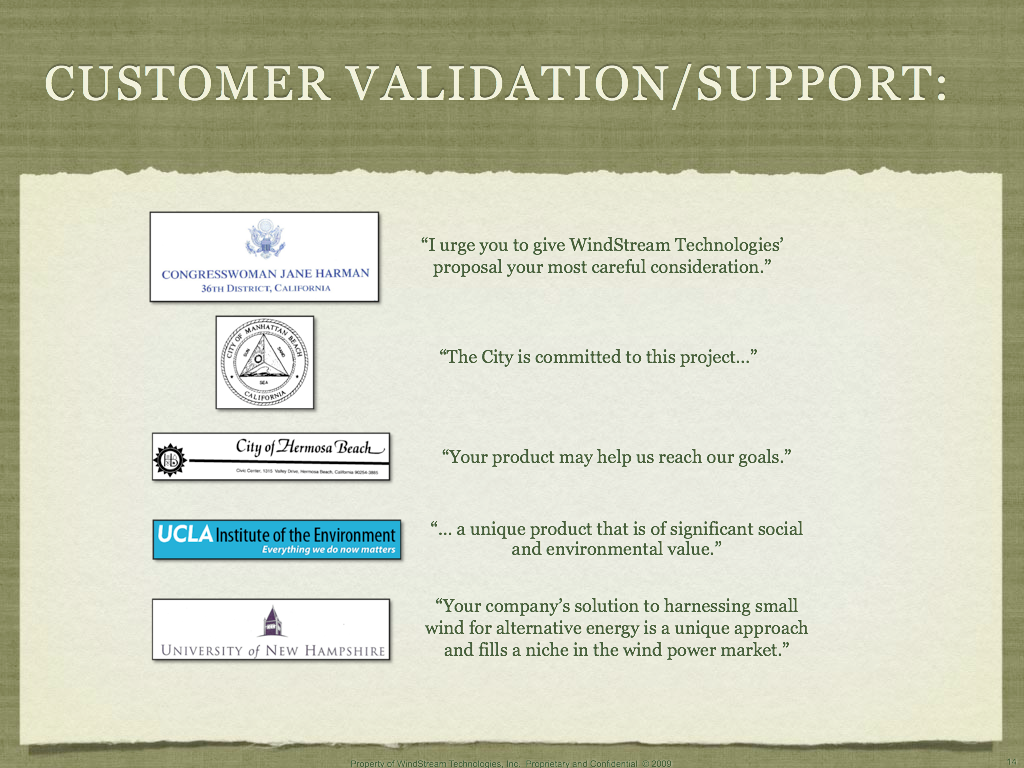 CUSTOMER VALIDATION/SUPPORT:
CONGRESSWOMAN JANE HARMAN
36TH DISTRICT, CALIFORNIA
“I urge you to give WindStream Technologies’
proposal your most careful consideration.”
CITY OF MANHATTAN BEACH
SUN
SAND
SEA
CALIFORNIA
“The City is committed to this project...”
City of Hermosa Beach
Civic Center, 1315 Valley Drive, Hermosa Beach, California 90254-3885
“Your product may help us reach our goals.”
UCLA Institute of the Environment
Everything we do now matters
“... a unique product that is of significant social
and environmental value.”
UNIVERSITY of NEW HAMPSHIRE
“Your company’s solution to harnessing small
wind for alternative energy is a unique approach
and fills a niche in the wind power market.”
Property of WindStream Technologies, Inc. Proprietary and Confidential © 2009
14